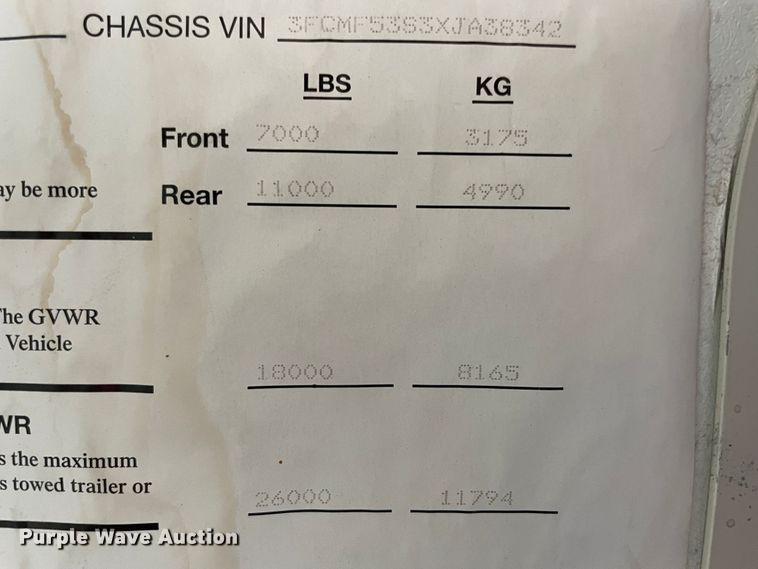 CHASSIS VIN 3FCMF53S3XJA38342
LBS KG
Front 7000 3175
ay be more Rear 11000 4990
he GVWR
Vehicle
18000 8165
WR
s the maximum
s towed trailer or
26000 11794
Purple Wave Auction